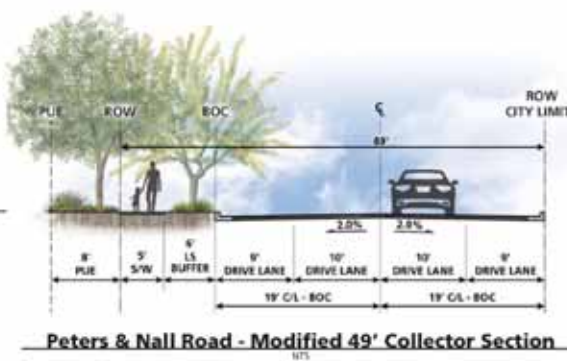 PUE ROW BOC ℄ ROW
CITY LIMIT
49'
2.0% 2.0%
8' 5' 6' 9' 10' 10' 9'
PUE S/W LS DRIVE LANE DRIVE LANE DRIVE LANE DRIVE LANE
BUFFER
19' C/L - BOC 19' C/L - BOC
Peters & Nall Road - Modified 49' Collector Section
NTS